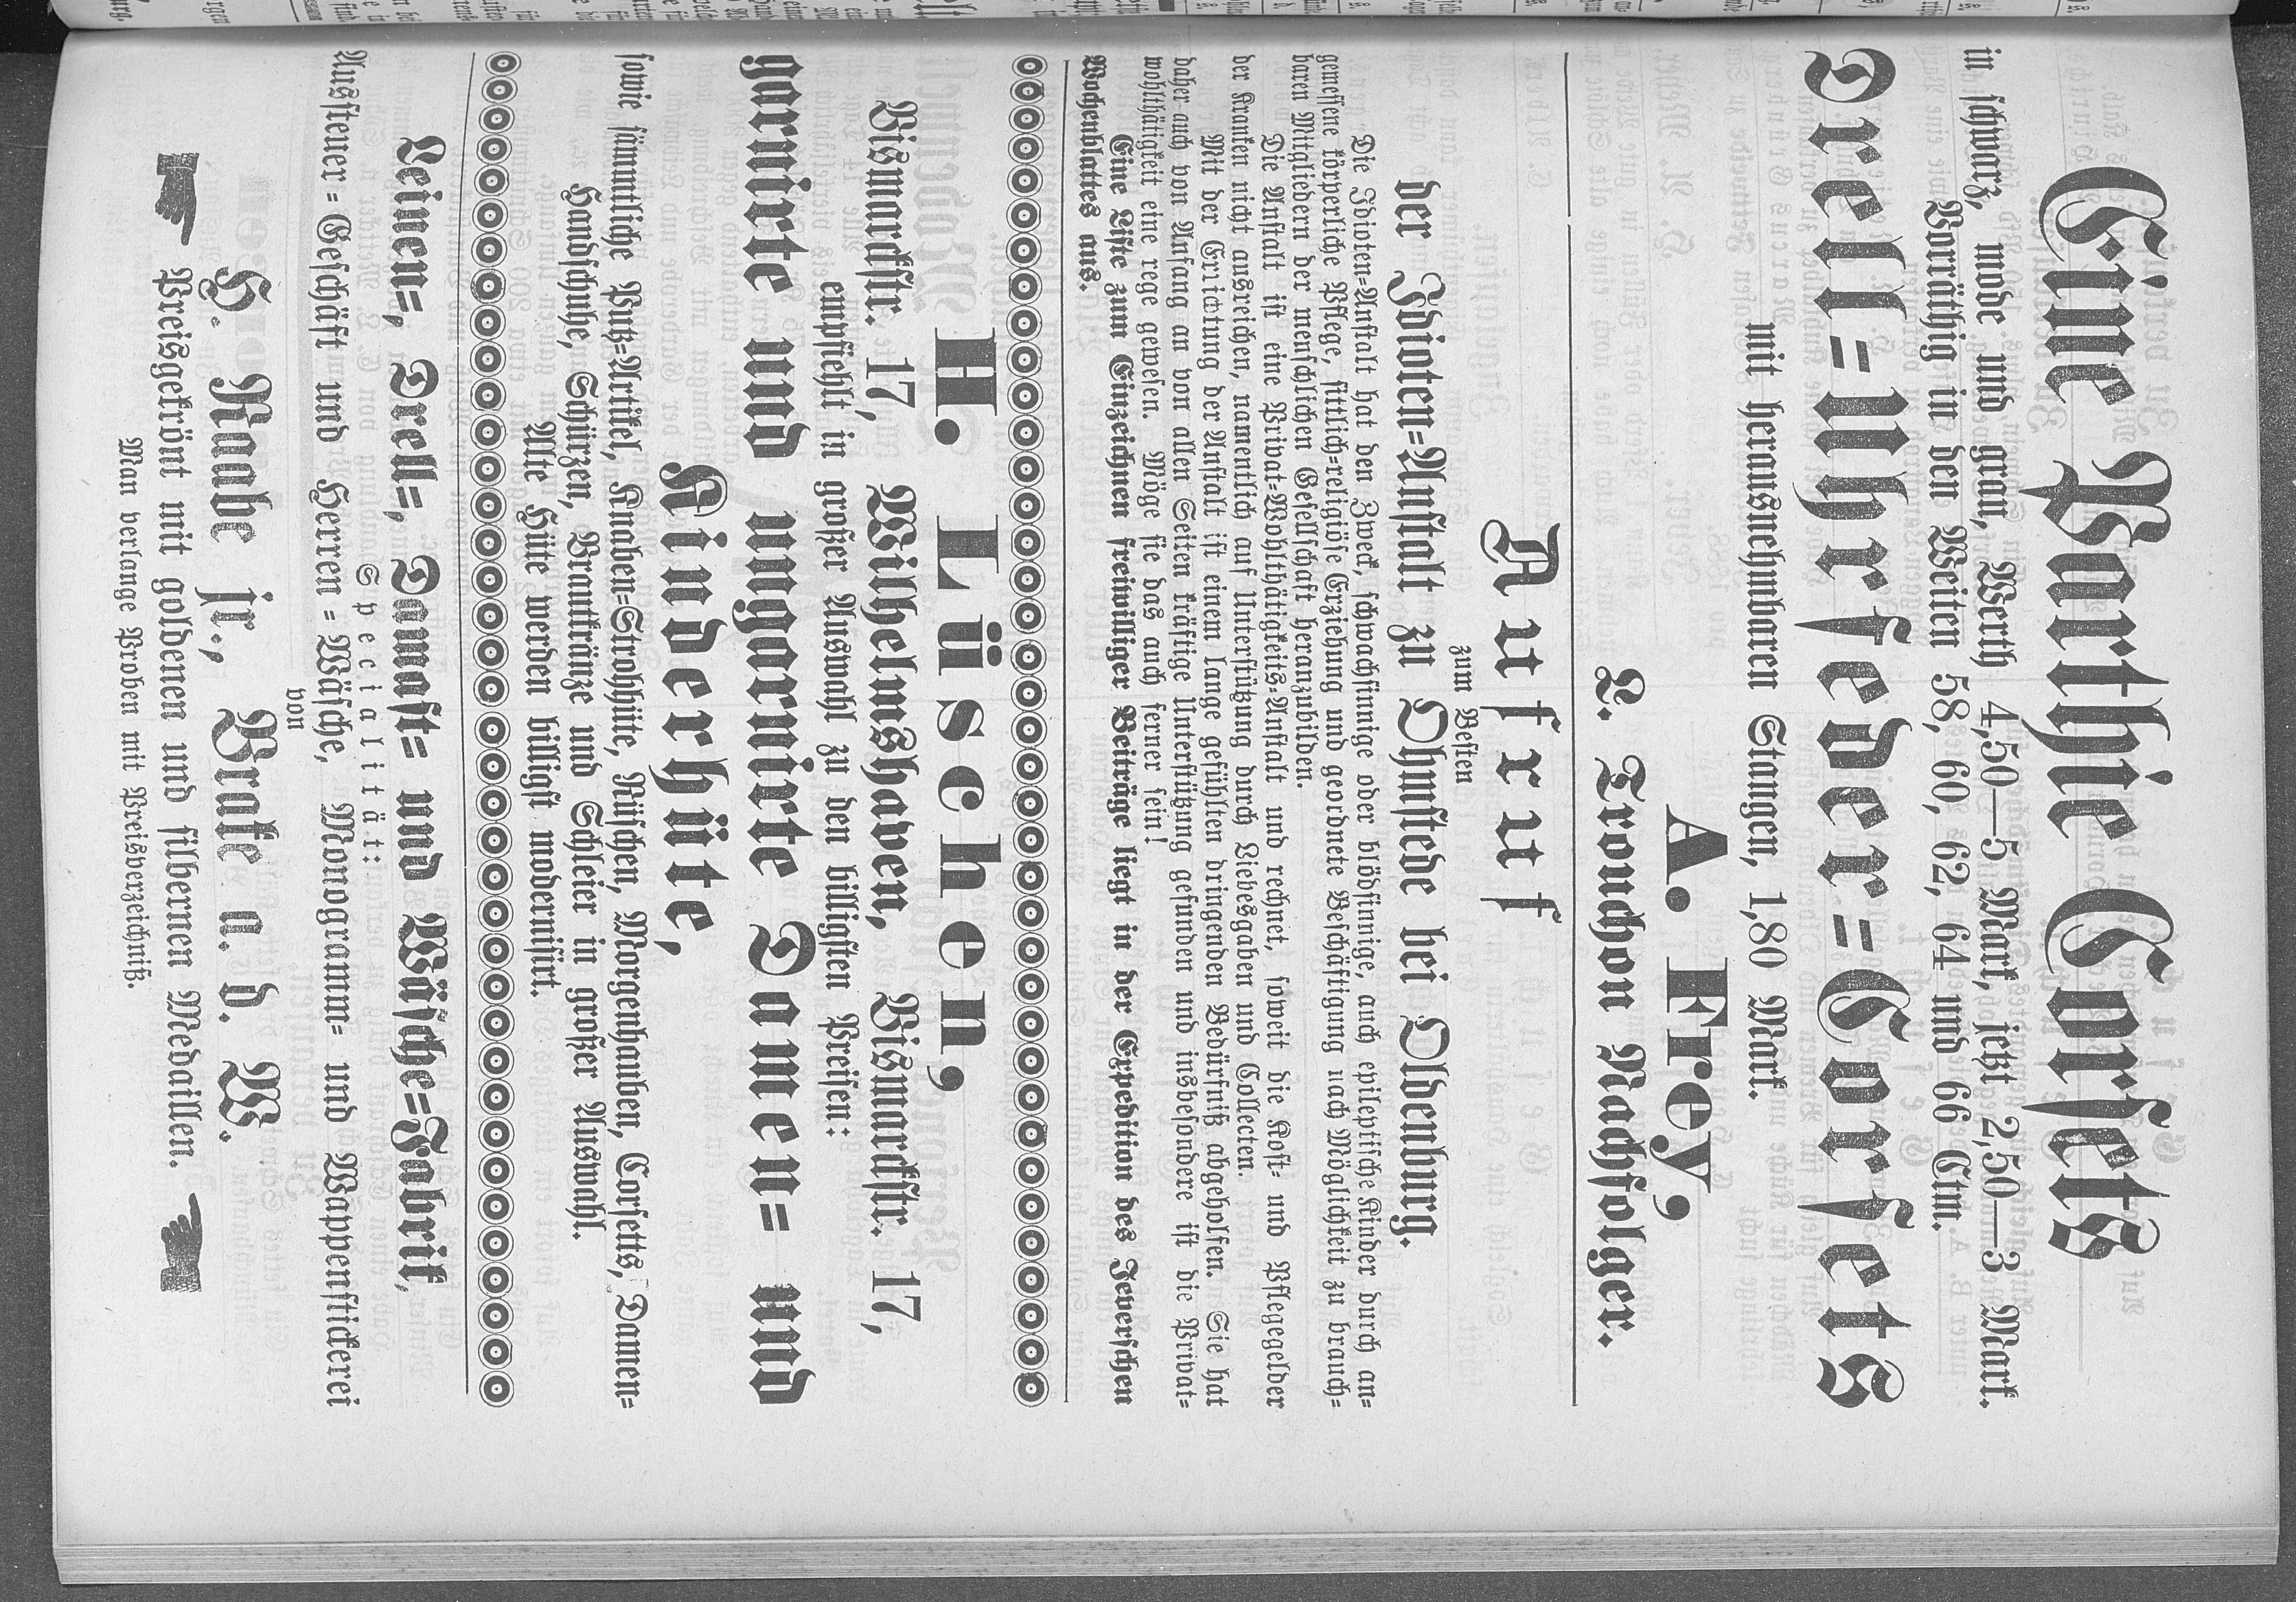 Eine Parthie Corsets
in schwarz, mode und grau, Werth 4,50—5 Mark, jetzt 2,50—3 Mark.
Vorräthig in den Weiten 58, 60, 62, 64 und 66 Ctm.
Drell=Uhrfeder=Corsets
mit herausnehmbaren Stangen, 1,80 Mark.
A. Frey,
L. Tronchon Nachfolger.
Aufruf
zum Besten
der Idioten=Anstalt zu Ohmstede bei Oldenburg.
Die Idioten=Anstalt hat den Zweck, schwachsinnige oder blödsinnige, auch epileptische Kinder durch an=
gemessene körperliche Pflege, sittlich=religiöse Erziehung und geordnete Beschäftigung nach Möglichkeit zu brauch=
baren Mitgliedern der menschlichen Gesellschaft heranzubilden.
Die Anstalt ist eine Privat=Wohlthätigkeits=Anstalt und rechnet, soweit die Kost= und Pflegegelder
der Kranken nicht ausreichen, namentlich auf Unterstützung durch Liebesgaben und Collecten.
Mit der Errichtung der Anstalt ist einem lange gefühlten dringenden Bedürfniß abgeholfen. Sie hat
daher auch von Anfang an von allen Seiten kräftige Unterstützung gefunden und insbesondere ist die Privat=
wohlthätigkeit eine rege gewesen. Möge sie das auch ferner sein!
Eine Liste zum Einzeichnen freiwilliger Beiträge liegt in der Expedition des Jeverschen
Wochenblattes aus.
H. Lüschen,
Bismarckstr. 17, Wilhelmshaven, Bismarckstr. 17,
empfiehlt in großer Auswahl zu den billigsten Preisen:
garnirte und ungarnirte Damen= und
Kinderhüte,
sowie sämmtliche Putz=Artikel, Knaben=Strohhüte, Rüschen, Morgenhauben, Corsetts, Damen=
Handschuhe, Schürzen, Brautkränze und Schleier in großer Auswahl.
Alte Hüte werden billigst modernisirt.
Leinen=, Drell=, Damast= und Wäsche=Fabrik,
Specialität:
Aussteuer=Geschäft und Herren=Wäsche, Monogramm= und Wappenstickerei
von
H. Raabe jr., Brake a. d. W.
Preisgekrönt mit goldenen und silbernen Medaillen.
Man verlange Proben mit Preisverzeichniß.